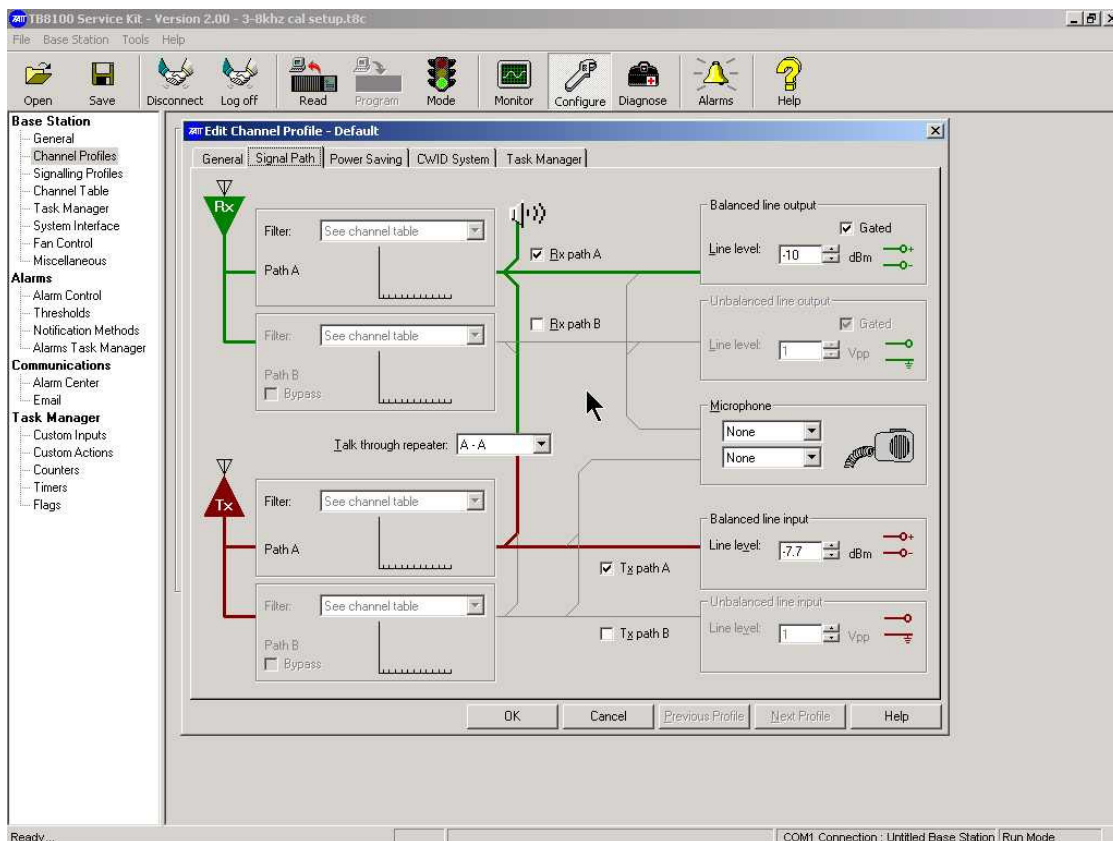 TAIT TB8100 Service Kit - Version 2.00 - 3-8khz cal setup.t8c
File Base Station Tools Help
Open Save Disconnect Log off Read Program Mode Monitor Configure Diagnose Alarms Help
Base Station
General
Channel Profiles
Signalling Profiles
Channel Table
Task Manager
System Interface
Fan Control
Miscellaneous
Alarms
Alarm Control
Thresholds
Notification Methods
Alarms Task Manager
Communications
Alarm Center
Email
Task Manager
Custom Inputs
Custom Actions
Counters
Timers
Flags
TAIT Edit Channel Profile - Default
General Signal Path Power Saving CWID System Task Manager
Rx
Filter: See channel table
Path A
Rx path A
Balanced line output
Gated
Line level: -10 dBm
Filter: See channel table
Path B
Bypass
Rx path B
Unbalanced line output
Gated
Line level: 1 Vpp
Microphone
None
None
Talk through repeater: A - A
Tx
Filter: See channel table
Path A
Tx path A
Balanced line input
Line level: -7.7 dBm
Filter: See channel table
Path B
Bypass
Tx path B
Unbalanced line input
Line level: 1 Vpp
OK Cancel Previous Profile Next Profile Help
Ready... COM1 Connection : Untitled Base Station Run Mode